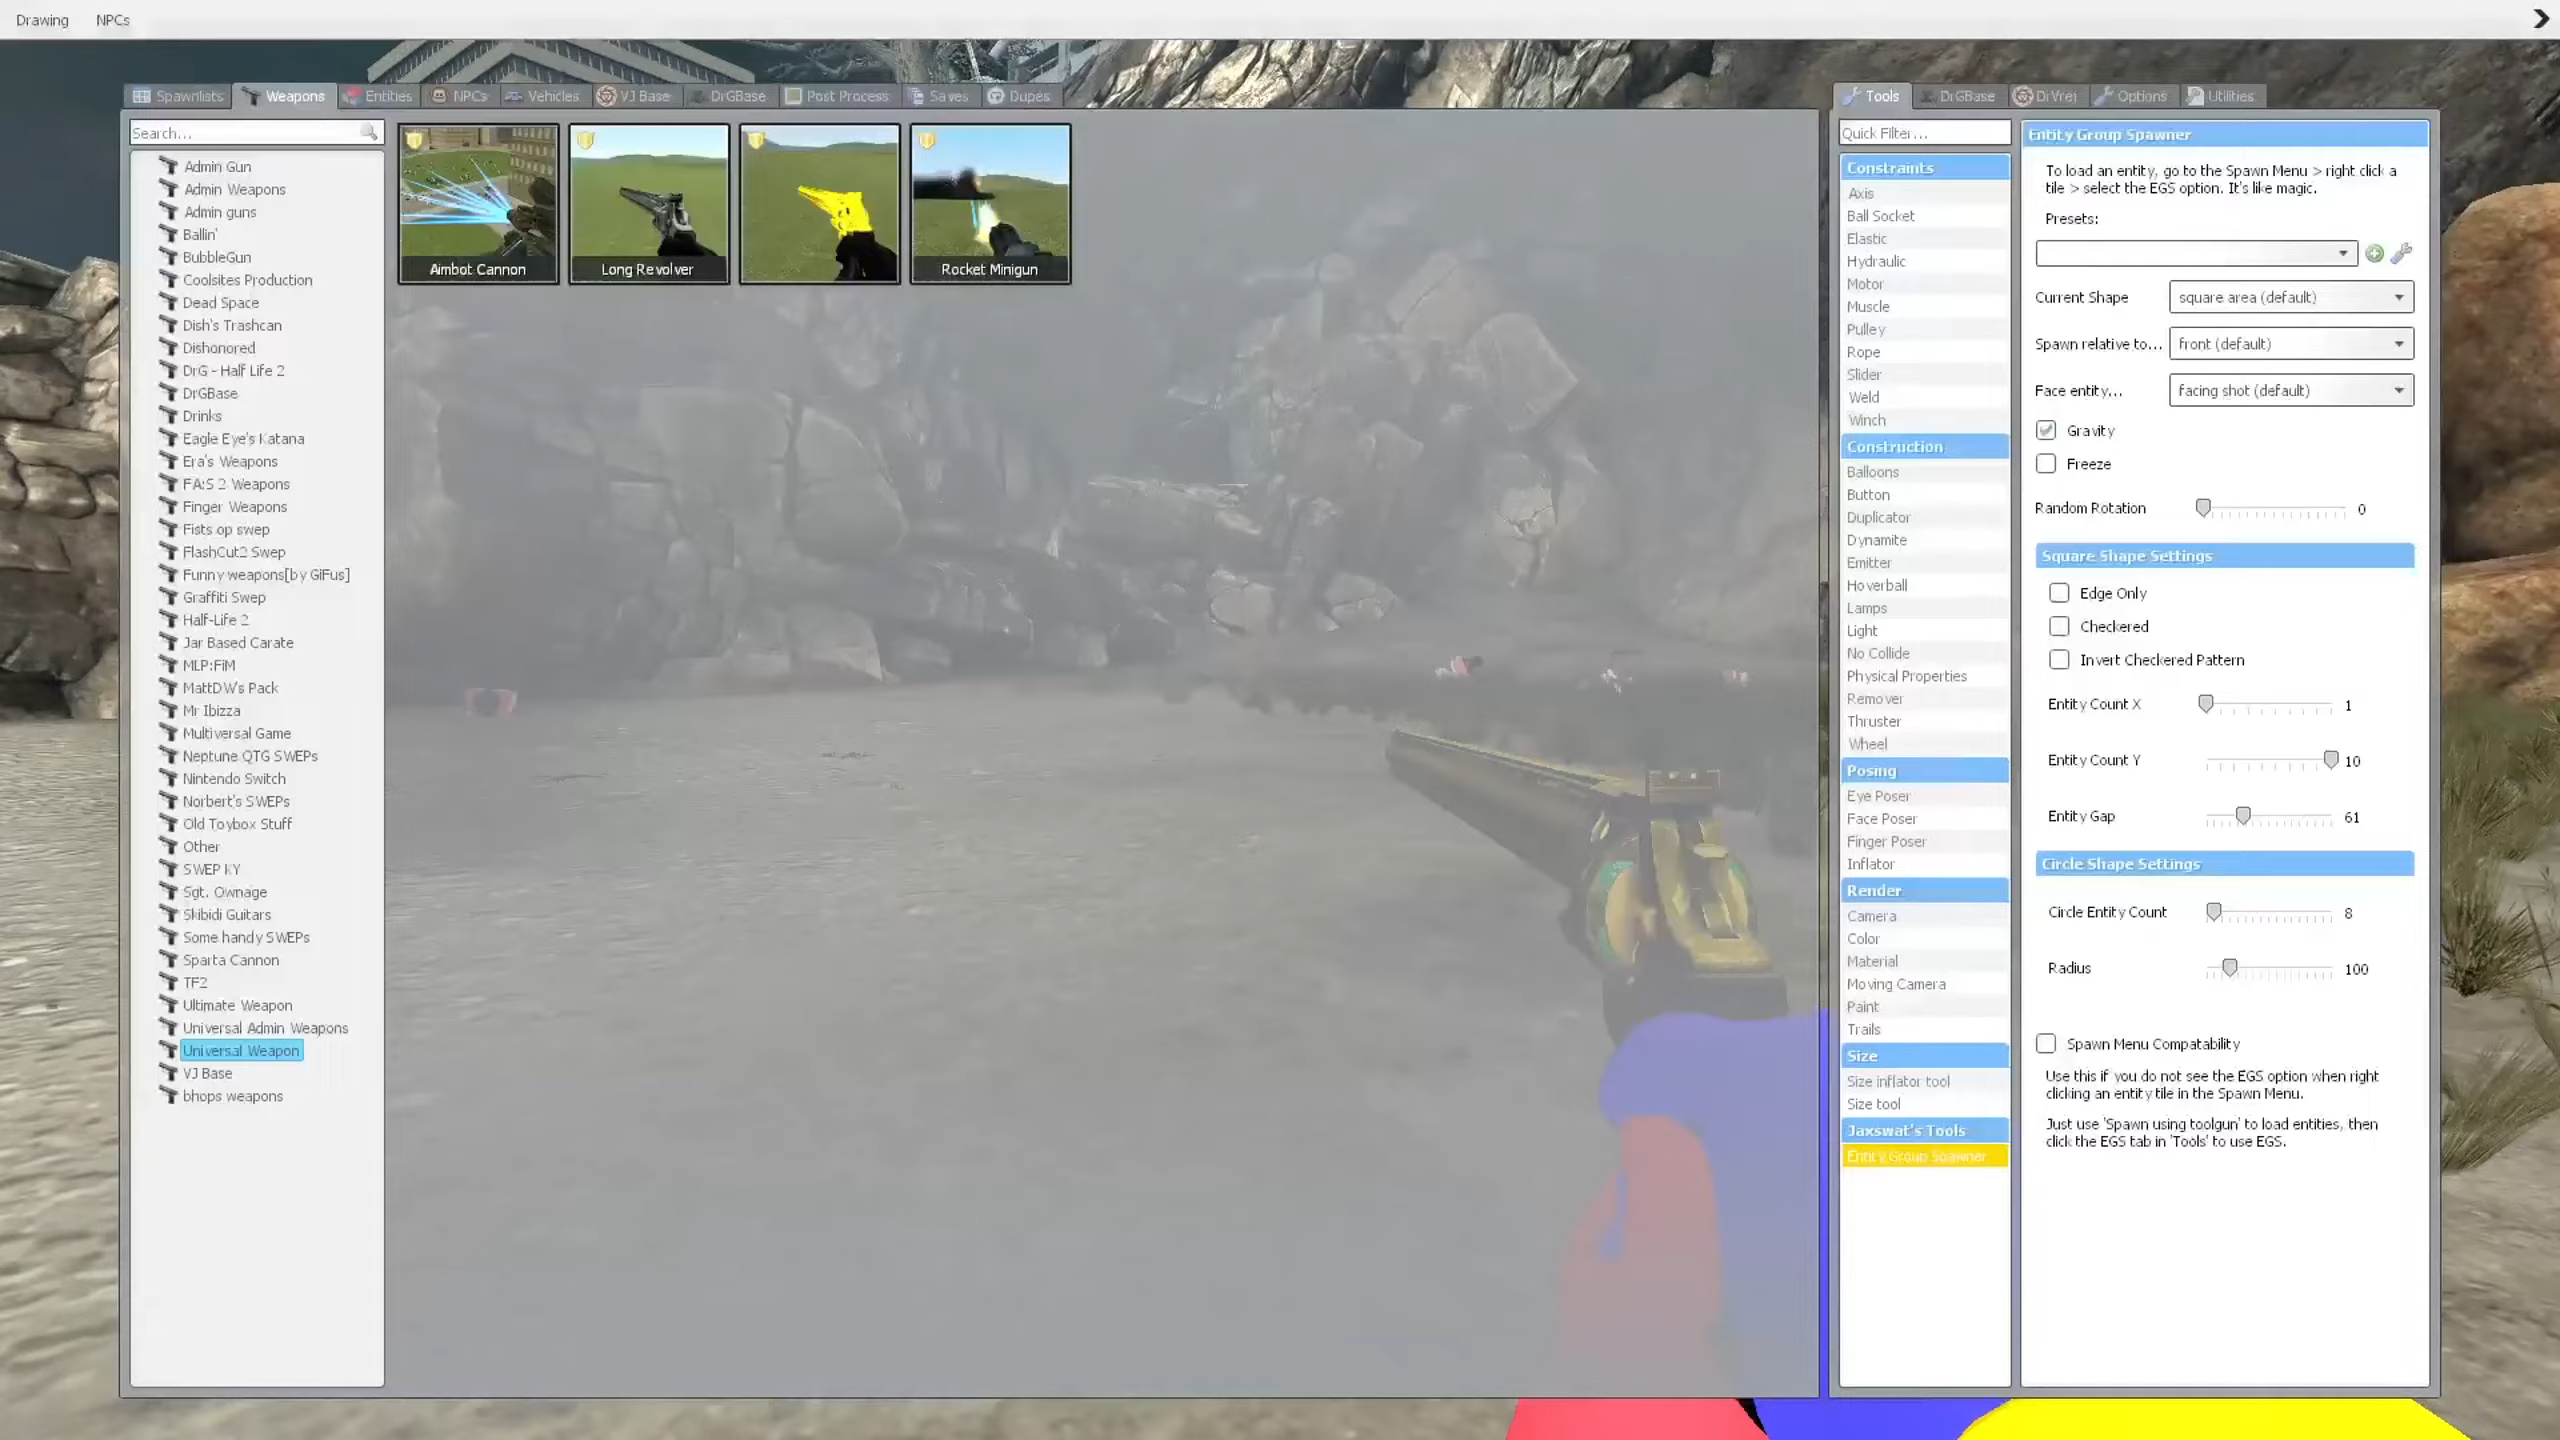 Drawing NPCs
Spawnlists Weapons Entities NPCs Vehicles VJ Base DrGBase Post Process Saves Dupes
Search...
Admin Gun
Admin Weapons
Admin guns
Ballin'
BubbleGun
Coolsites Production
Dead Space
Dish's Trashcan
Dishonored
DrG - Half Life 2
DrGBase
Drinks
Eagle Eye's Katana
Era's Weapons
FA:S 2 Weapons
Finger Weapons
Fists op swep
FlashCut2 Swep
Funny weapons[by GiFus]
Graffiti Swep
Half-Life 2
Jar Based Carate
MLP:FiM
MattDW's Pack
Mr Ibizza
Multiversal Game
Neptune QTG SWEPs
Nintendo Switch
Norbert's SWEPs
Old Toybox Stuff
Other
SWEP KY
Sgt. Ownage
Skibidi Guitars
Some handy SWEPs
Sparta Cannon
TF2
Ultimate Weapon
Universal Admin Weapons
Universal Weapon
VJ Base
bhops weapons
Aimbot Cannon
Long Revolver
Rocket Minigun
Tools DrGBase DrVrej Options Utilities
Quick Filter...
Constraints
Axis
Ball Socket
Elastic
Hydraulic
Motor
Muscle
Pulley
Rope
Slider
Weld
Winch
Construction
Balloons
Button
Duplicator
Dynamite
Emitter
Hoverball
Lamps
Light
No Collide
Physical Properties
Remover
Thruster
Wheel
Posing
Eye Poser
Face Poser
Finger Poser
Inflator
Render
Camera
Color
Material
Moving Camera
Paint
Trails
Size
Size inflator tool
Size tool
Jaxswat's Tools
Entity Group Spawner
Entity Group Spawner
To load an entity, go to the Spawn Menu > right click a
tile > select the EGS option. It's like magic.
Presets:
Current Shape square area (default)
Spawn relative to... front (default)
Face entity... facing shot (default)
Gravity
Freeze
Random Rotation 0
Square Shape Settings
Edge Only
Checkered
Invert Checkered Pattern
Entity Count X 1
Entity Count Y 10
Entity Gap 61
Circle Shape Settings
Circle Entity Count 8
Radius 100
Spawn Menu Compatability
Use this if you do not see the EGS option when right
clicking an entity tile in the Spawn Menu.
Just use 'Spawn using toolgun' to load entities, then
click the EGS tab in 'Tools' to use EGS.